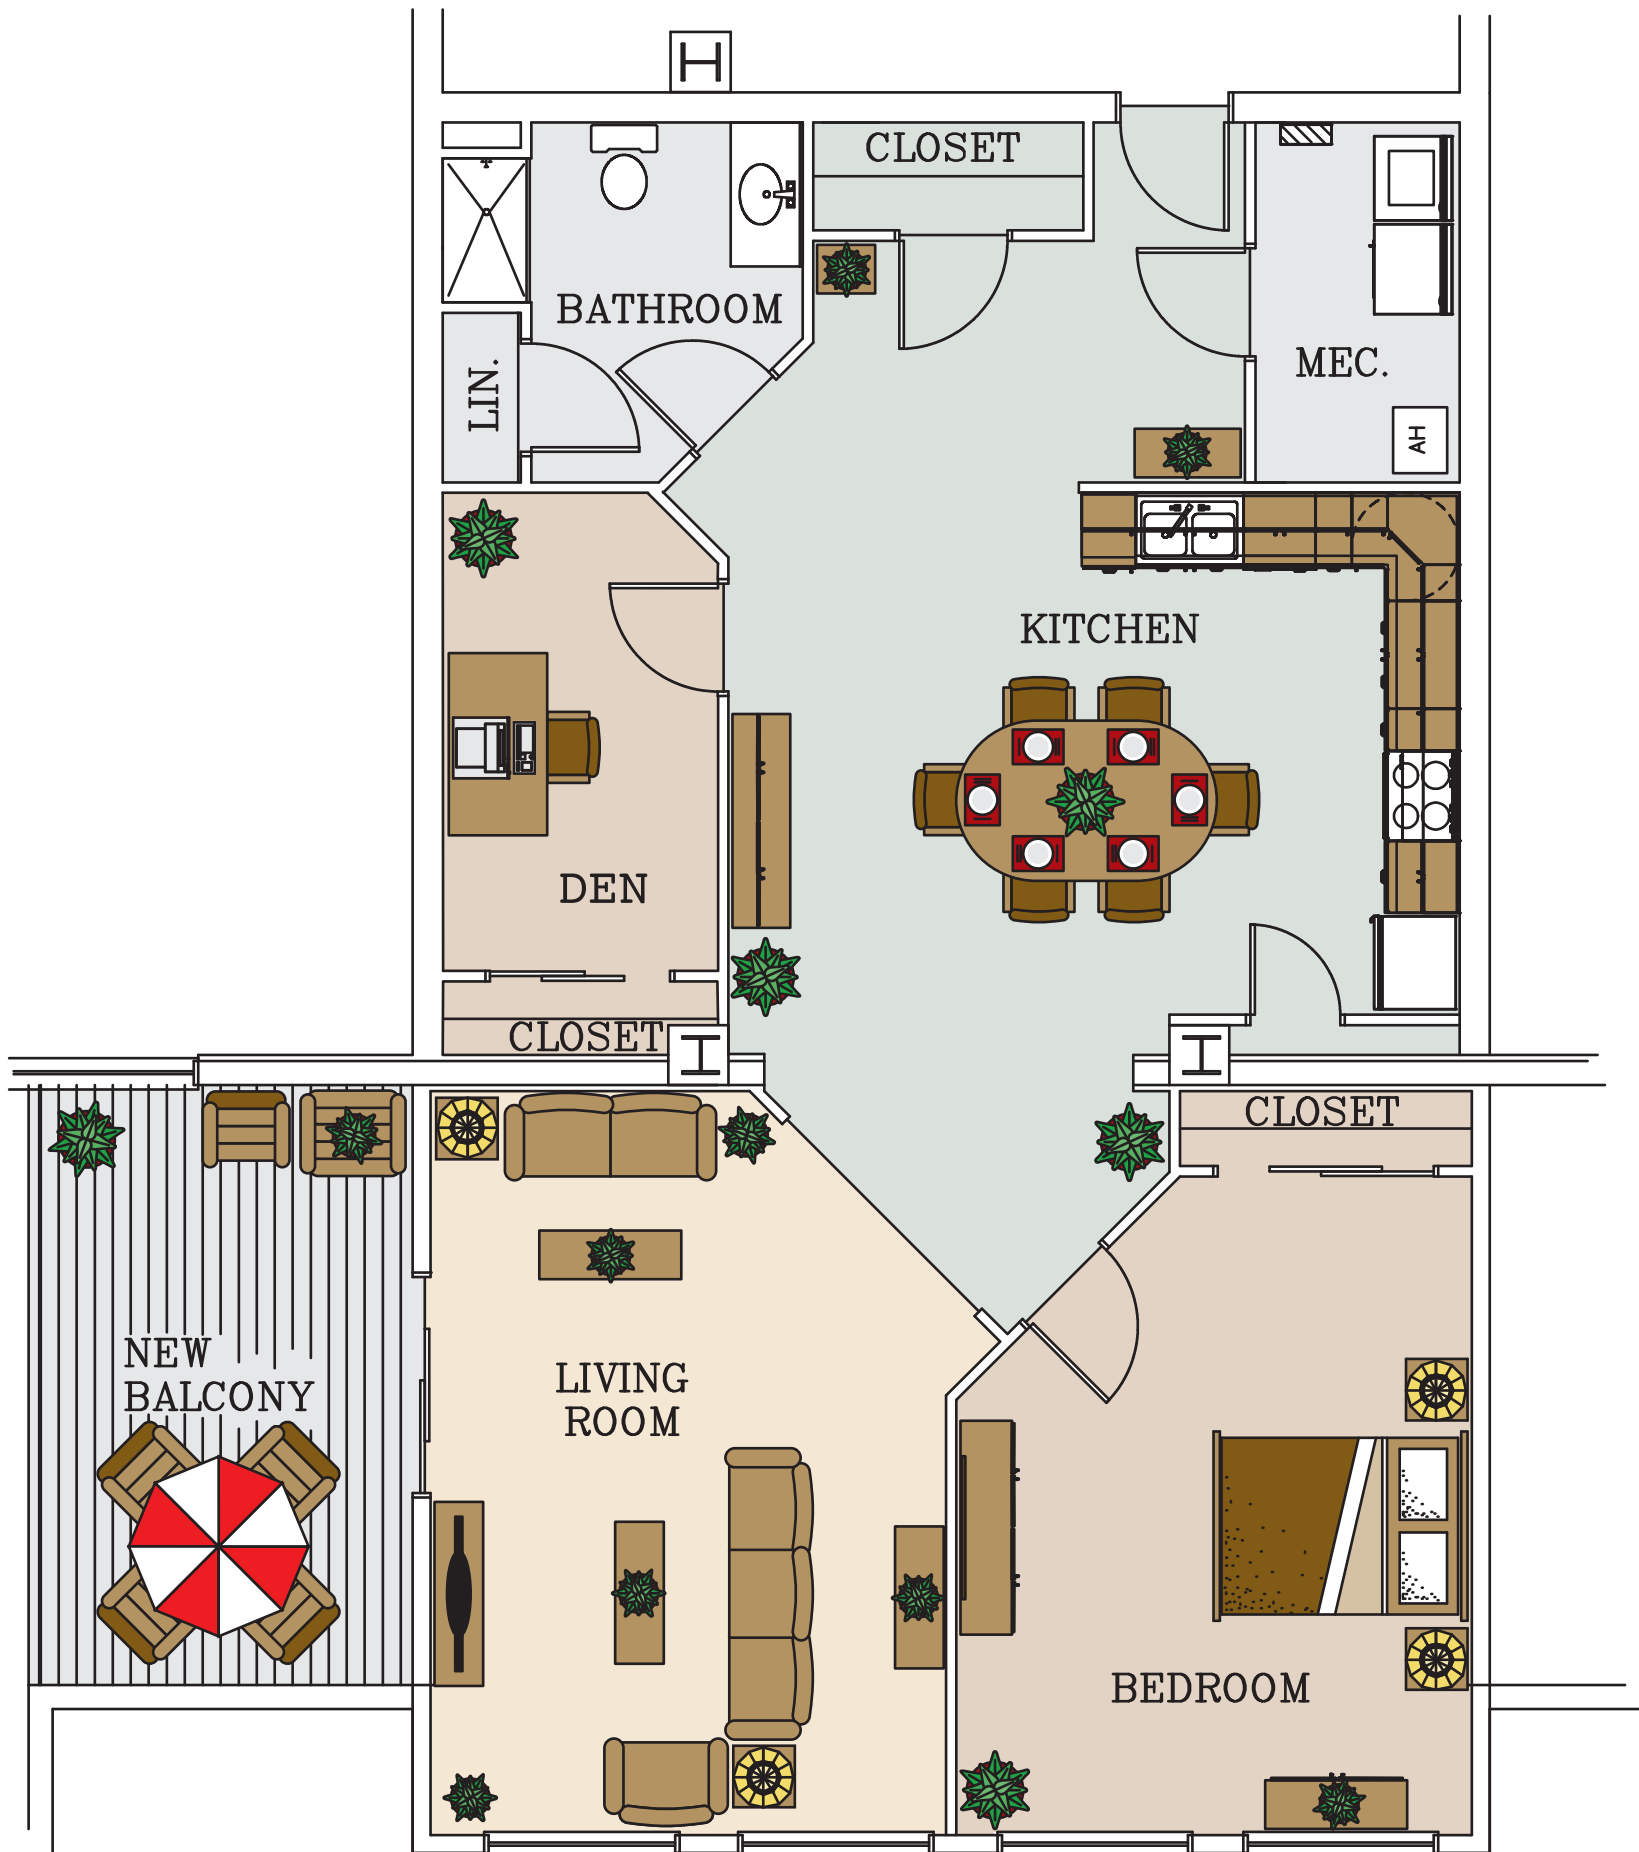 H
CLOSET
BATHROOM
MEC.
LIN.
AH
KITCHEN
DEN
CLOSET
H
H
CLOSET
NEW
BALCONY
LIVING
ROOM
BEDROOM